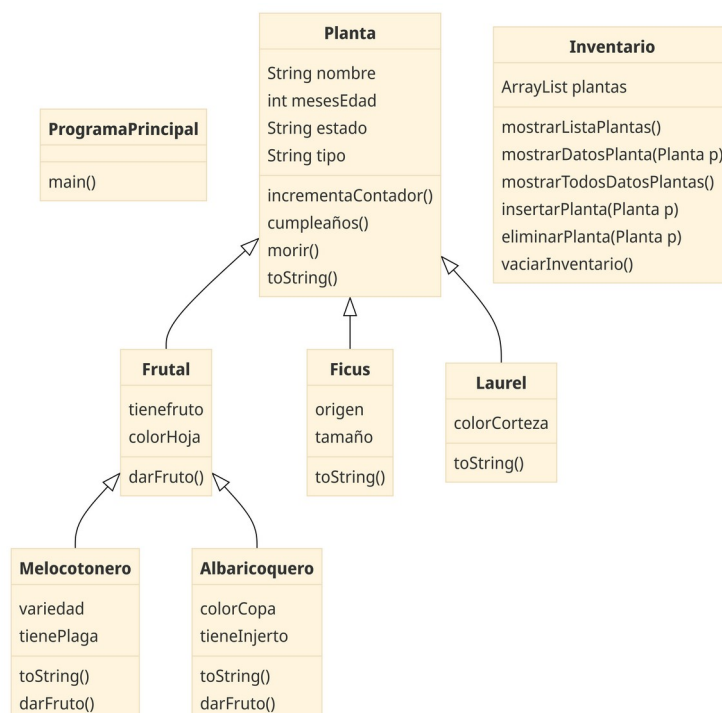 ProgramaPrincipal
main()
Planta
String nombre
int mesesEdad
String estado
String tipo
incrementaContador()
cumpleaños()
morir()
toString()
Inventario
ArrayList plantas
mostrarListaPlantas()
mostrarDatosPlanta(Planta p)
mostrarTodosDatosPlantas()
insertarPlanta(Planta p)
eliminarPlanta(Planta p)
vaciarInventario()
Frutal
tienefruto
colorHoja
darFruto()
Ficus
origen
tamaño
toString()
Laurel
colorCorteza
toString()
Melocotonero
variedad
tienePlaga
toString()
darFruto()
Albaricoquero
colorCopa
tieneInjerto
toString()
darFruto()